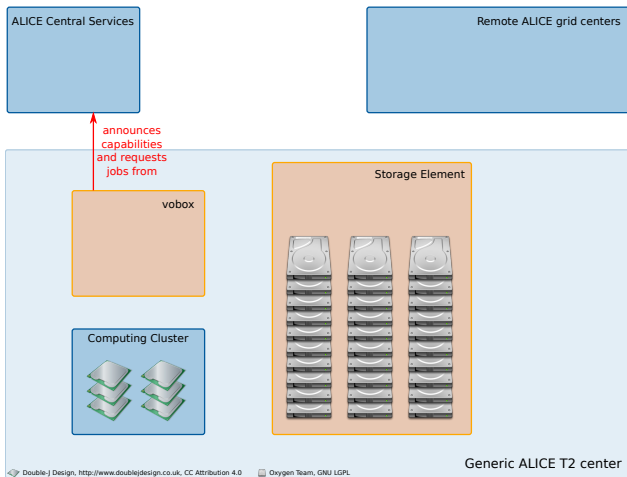 ALICE Central Services
Remote ALICE grid centers
announces
capabilities
and requests
jobs from
Storage Element
vobox
Computing Cluster
Generic ALICE T2 center
Double-J Design, http://www.doublejdesign.co.uk, CC Attribution 4.0
Oxygen Team, GNU LGPL